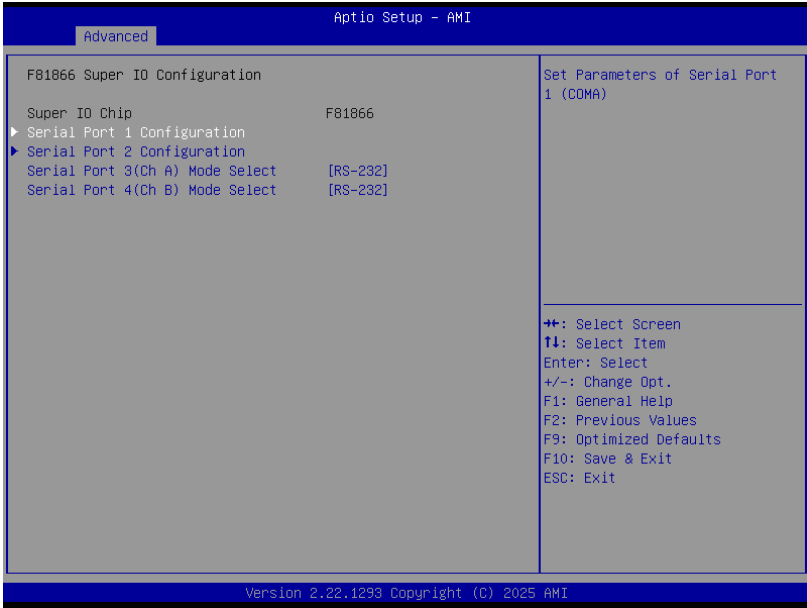 Aptio Setup – AMI
Advanced
F81866 Super IO Configuration
Super IO Chip F81866
▶ Serial Port 1 Configuration
▶ Serial Port 2 Configuration
Serial Port 3(Ch A) Mode Select [RS-232]
Serial Port 4(Ch B) Mode Select [RS-232]
Set Parameters of Serial Port
1 (COMA)
→←: Select Screen
↑↓: Select Item
Enter: Select
+/-: Change Opt.
F1: General Help
F2: Previous Values
F9: Optimized Defaults
F10: Save & Exit
ESC: Exit
Version 2.22.1293 Copyright (C) 2025 AMI